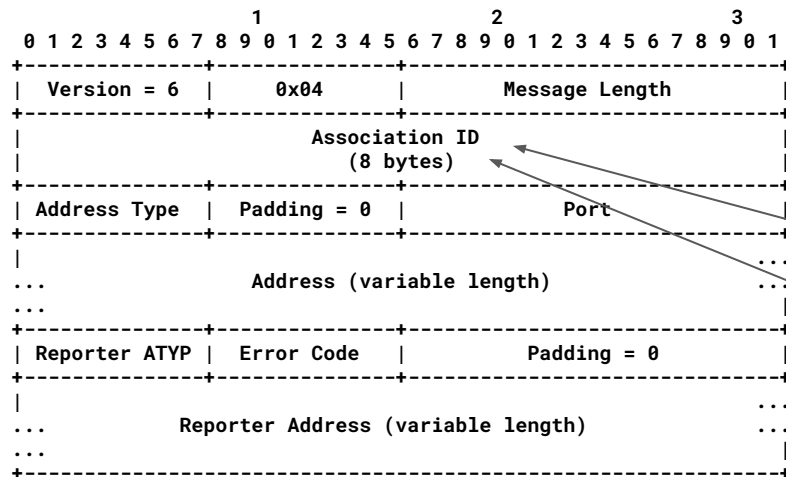 1                   2                   3
 0 1 2 3 4 5 6 7 8 9 0 1 2 3 4 5 6 7 8 9 0 1 2 3 4 5 6 7 8 9 0 1
+---------------+---------------+-------------------------------+
|  Version = 6  |     0x04      |        Message Length         |
+---------------+---------------+-------------------------------+
|                        Association ID                         |
|                           (8 bytes)                           |
+---------------+---------------+-------------------------------+
| Address Type  |  Padding = 0  |             Port              |
+---------------+---------------+-------------------------------+
|                                                             ...
...                 Address (variable length)                 ...
...                                                             |
+---------------+---------------+-------------------------------+
| Reporter ATYP |  Error Code   |          Padding = 0          |
+---------------+---------------+-------------------------------+
|                                                             ...
...           Reporter Address (variable length)              ...
...                                                             |
+---------------------------------------------------------------+